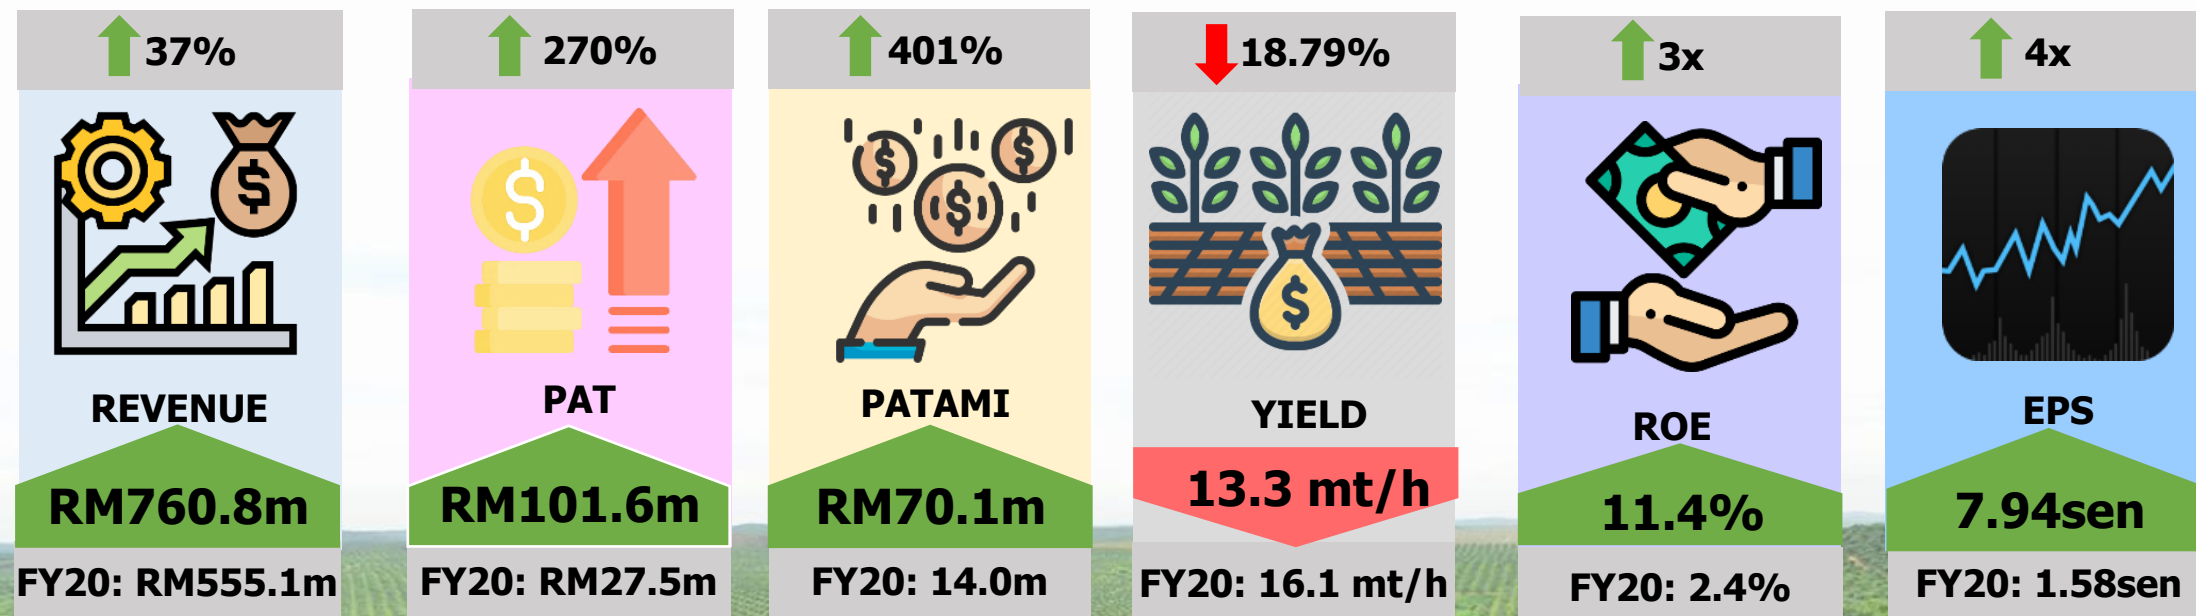 37%
REVENUE
RM760.8m
FY20: RM555.1m
270%
PAT
RM101.6m
FY20: RM27.5m
401%
PATAMI
RM70.1m
FY20: 14.0m
18.79%
YIELD
13.3 mt/h
FY20: 16.1 mt/h
3x
ROE
11.4%
FY20: 2.4%
4x
EPS
7.94sen
FY20: 1.58sen